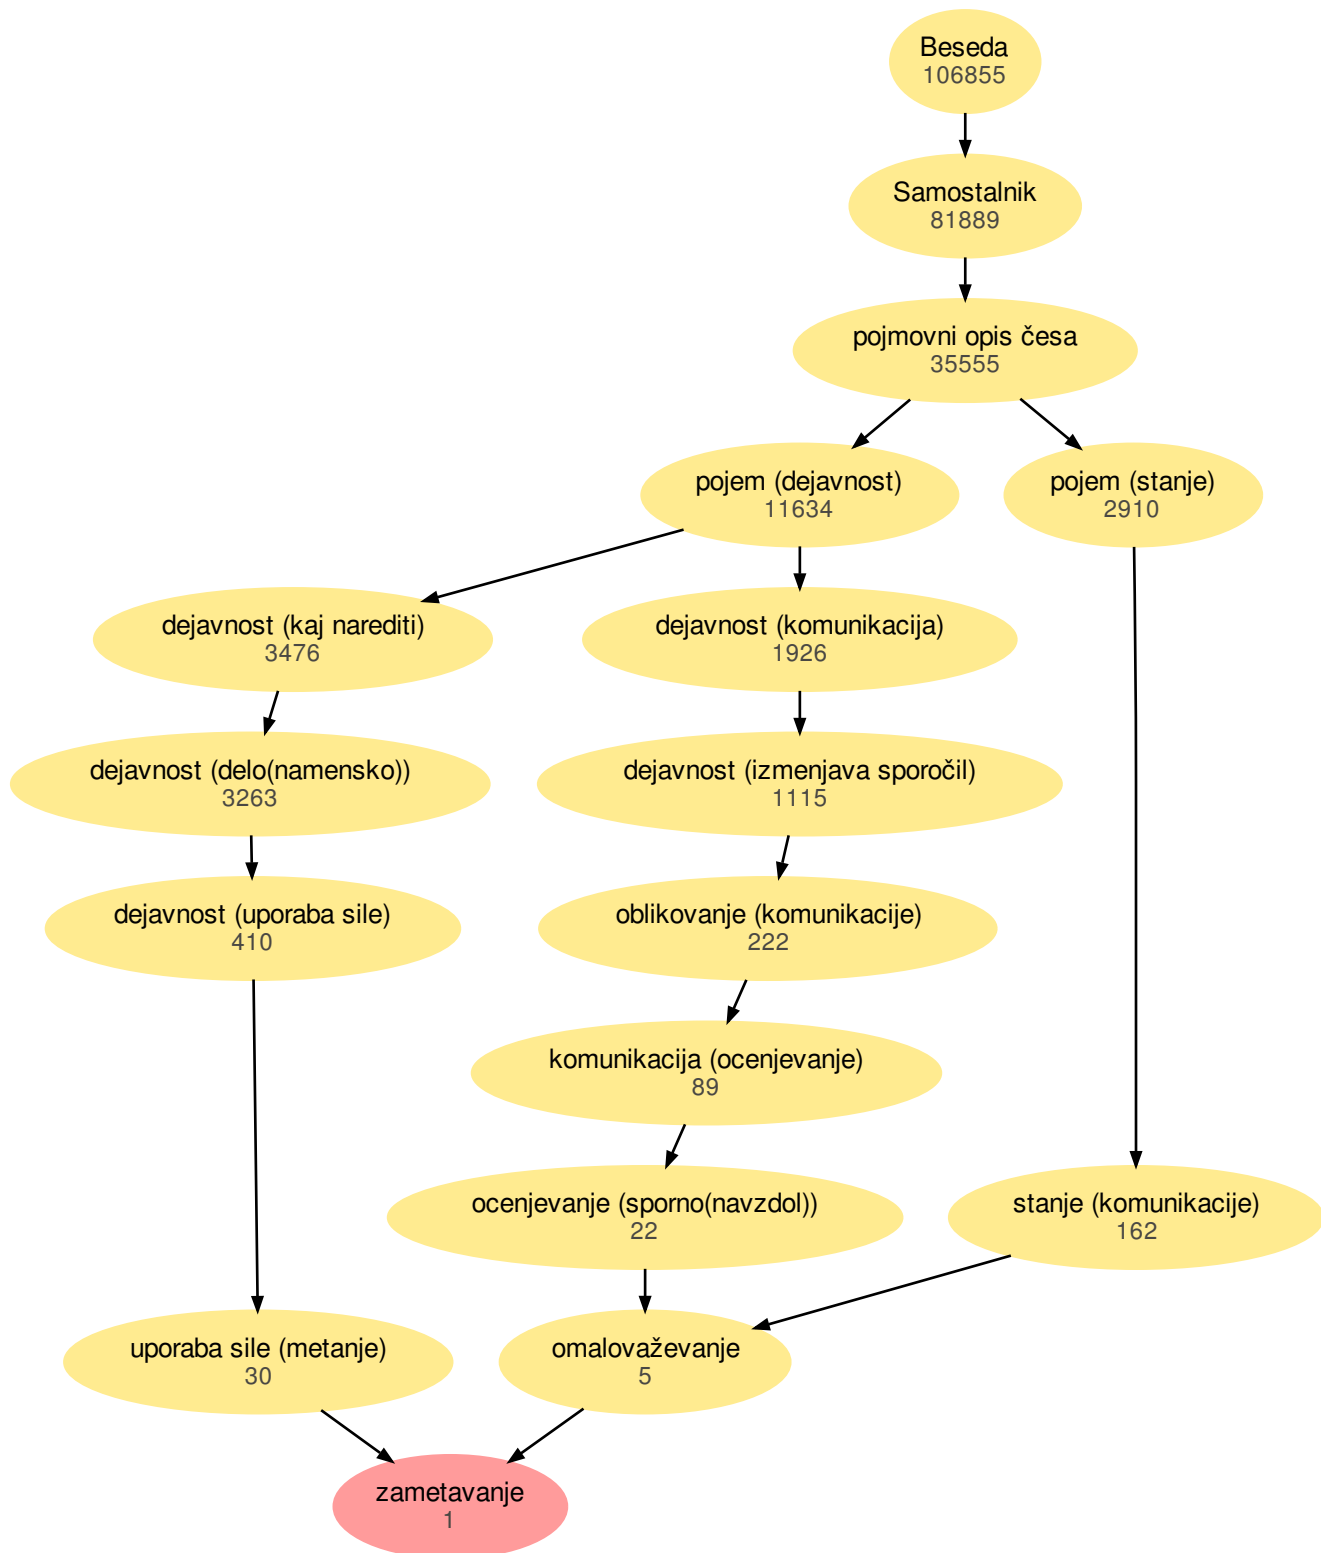 Beseda
106855
Samostalnik
81889
pojmovni opis česa
35555
pojem (dejavnost)
11634
pojem (stanje)
2910
dejavnost (kaj narediti)
3476
dejavnost (komunikacija)
1926
dejavnost (delo(namensko))
3263
dejavnost (izmenjava sporočil)
1115
dejavnost (uporaba sile)
410
oblikovanje (komunikacije)
222
komunikacija (ocenjevanje)
89
ocenjevanje (sporno(navzdol))
22
stanje (komunikacije)
162
uporaba sile (metanje)
30
omalovaževanje
5
zametavanje
1